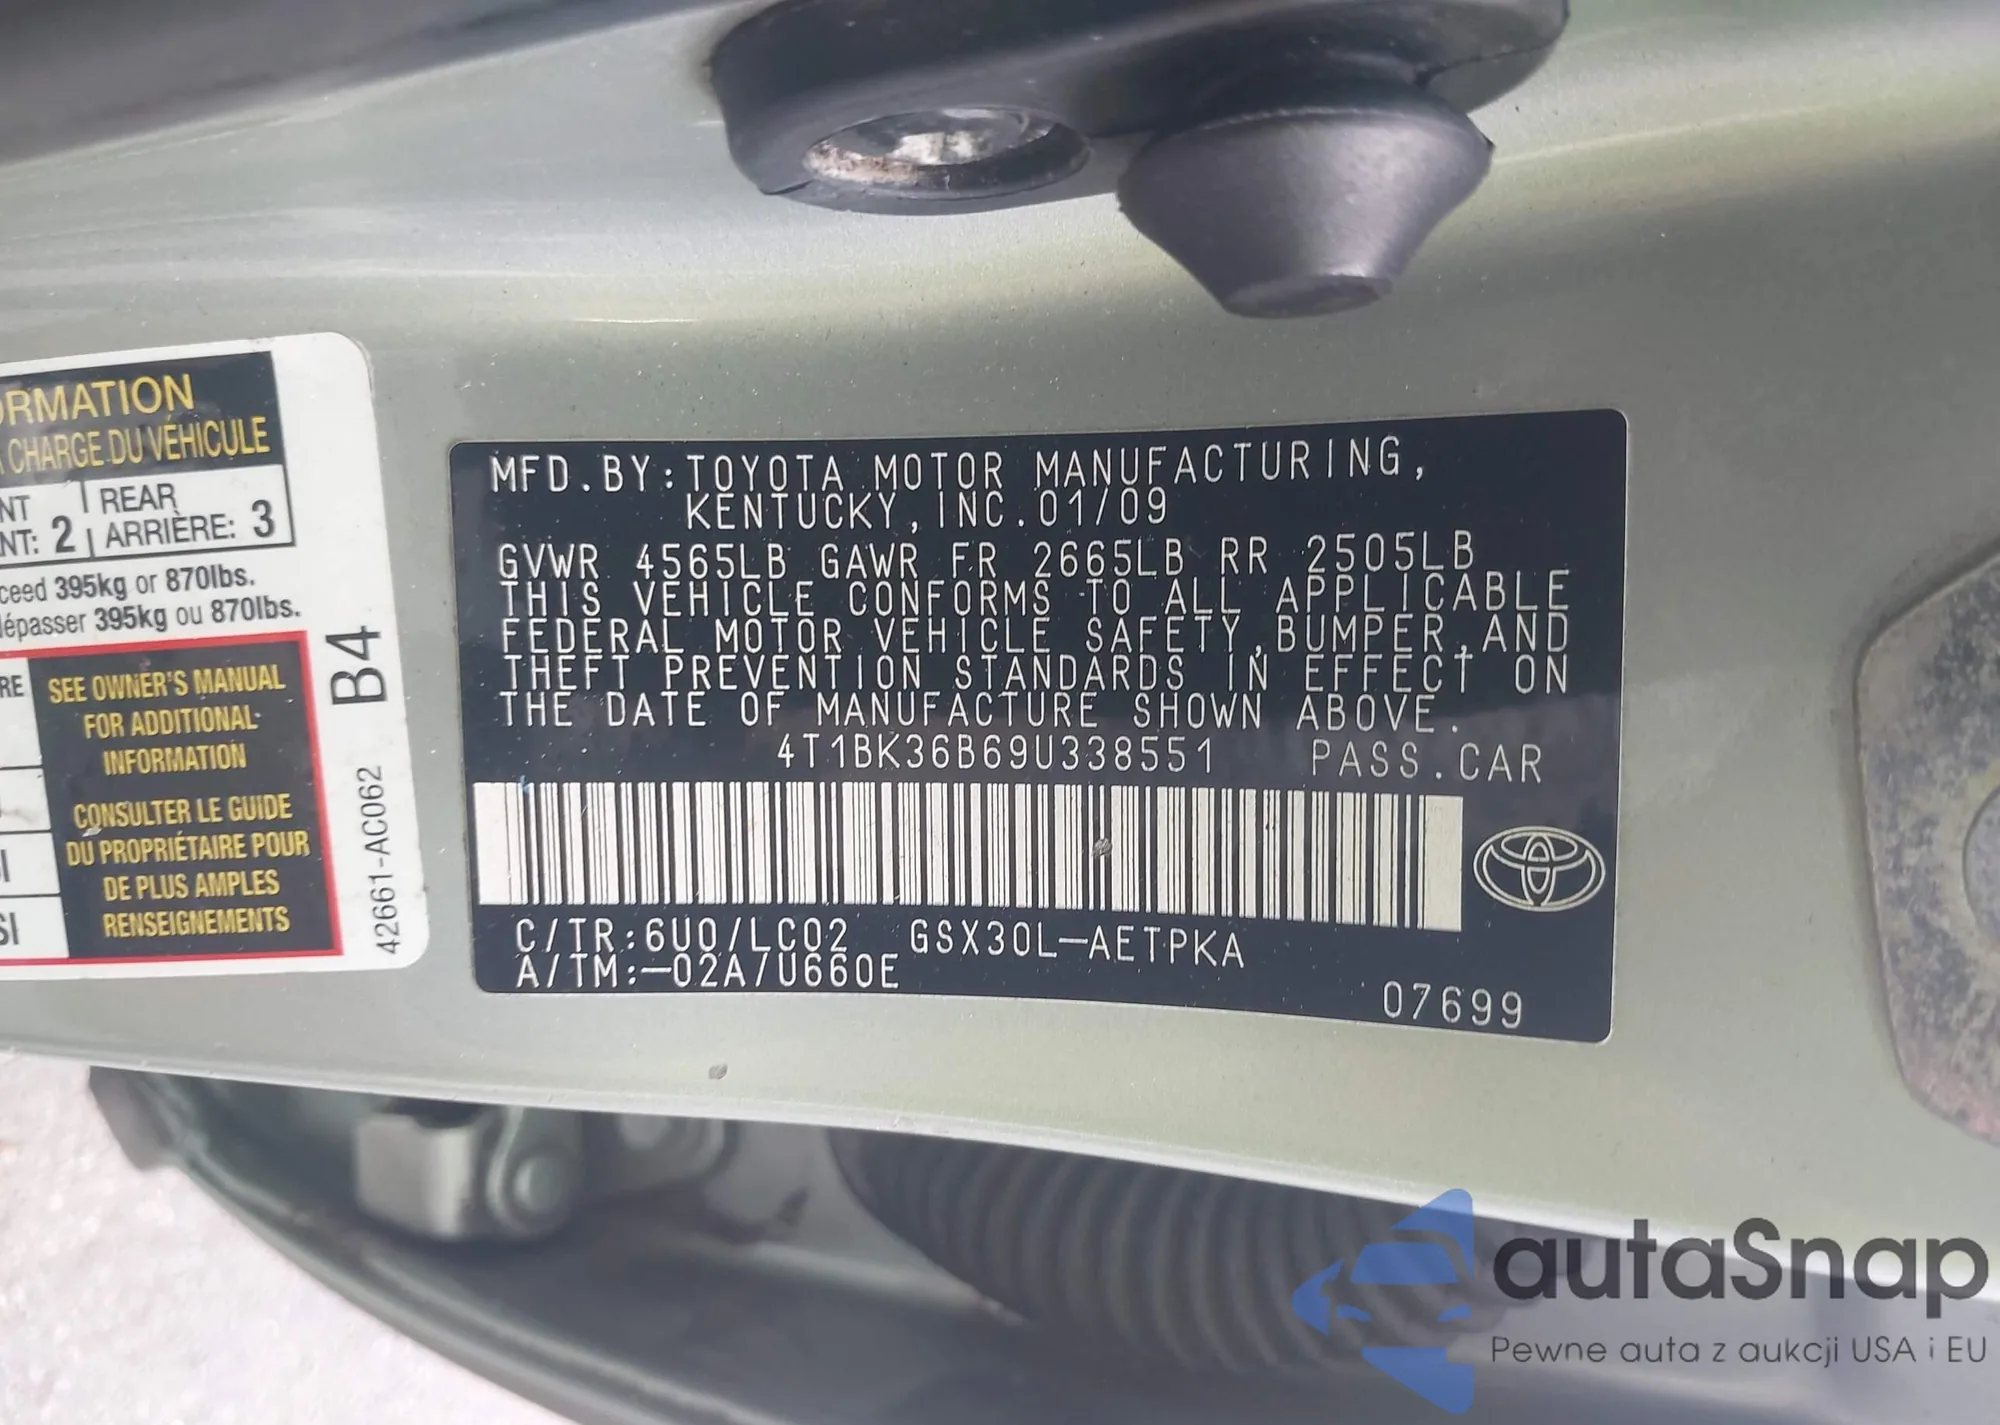 ORMATION
CHARGE DU VÉHICULE
NT
REAR
NT: 2
ARRIÈRE: 3
ceed 395kg or 870lbs.
dépasser 395kg ou 870lbs.
RE
SEE OWNER'S MANUAL
FOR ADDITIONAL
INFORMATION
CONSULTER LE GUIDE
DU PROPRIÉTAIRE POUR
DE PLUS AMPLES
RENSEIGNEMENTS
SI
B4
42661-AC062
MFD.BY:TOYOTA MOTOR MANUFACTURING,
KENTUCKY,INC.01/09
GVWR 4565LB GAWR FR 2665LB RR 2505LB
THIS VEHICLE CONFORMS TO ALL APPLICABLE
FEDERAL MOTOR VEHICLE SAFETY,BUMPER,AND
THEFT PREVENTION STANDARDS IN EFFECT ON
THE DATE OF MANUFACTURE SHOWN ABOVE.
4T1BK36B69U338551 PASS.CAR
C/TR:6U0/LC02 GSX30L-AETPKA
A/TM:-02A/U660E
07699
autaSnap
Pewne auta z aukcji USA i EU